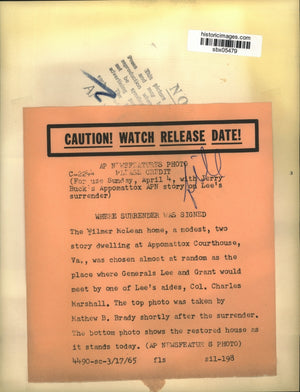 historicimages.com
sbx05479
CAUTION! WATCH RELEASE DATE!
AP NEWSFEATURES PHOTO
C-2244 PLEASE CREDIT
(For use Sunday, April 4, with Jerry
Buck's Appomattox APN story on Lee's
surrender)
WHERE SURRENDER WAS SIGNED
The Wilmer McLean home, a modest, two
story dwelling at Appomattox Courthouse,
Va., was chosen almost at random as the
place where Generals Lee and Grant would
meet by one of Lee's aides, Col. Charles
Marshall. The top photo was taken by
Mathew B. Brady shortly after the surrender.
The bottom photo shows the restored house as
it stands today. (AP NEWSFEATURES PHOTO)
4490-sc-3/17/65 fls sil-198